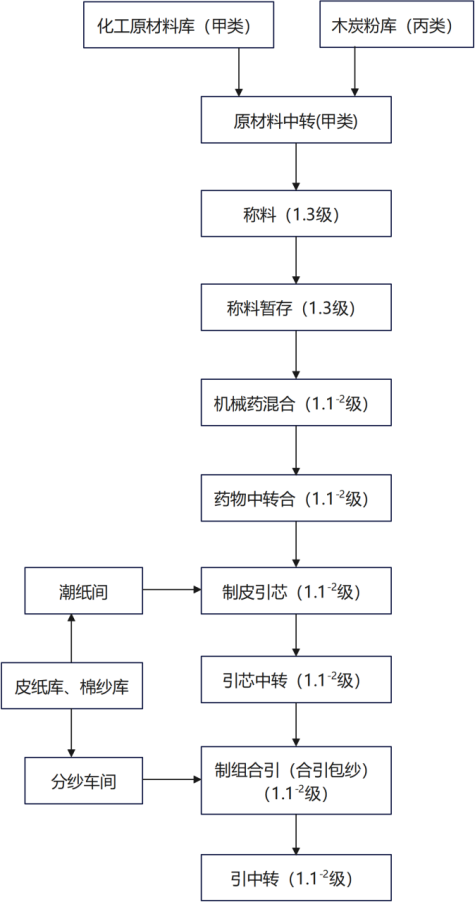 化工原材料库（甲类）
木炭粉库（丙类）
原材料中转(甲类)
称料（1.3级）
称料暂存（1.3级）
机械药混合（1.1-2级）
药物中转合（1.1-2级）
潮纸间
制皮引芯（1.1-2级）
皮纸库、棉纱库
引芯中转（1.1-2级）
分纱车间
制组合引（合引包纱）
（1.1-2级）
引中转（1.1-2级）